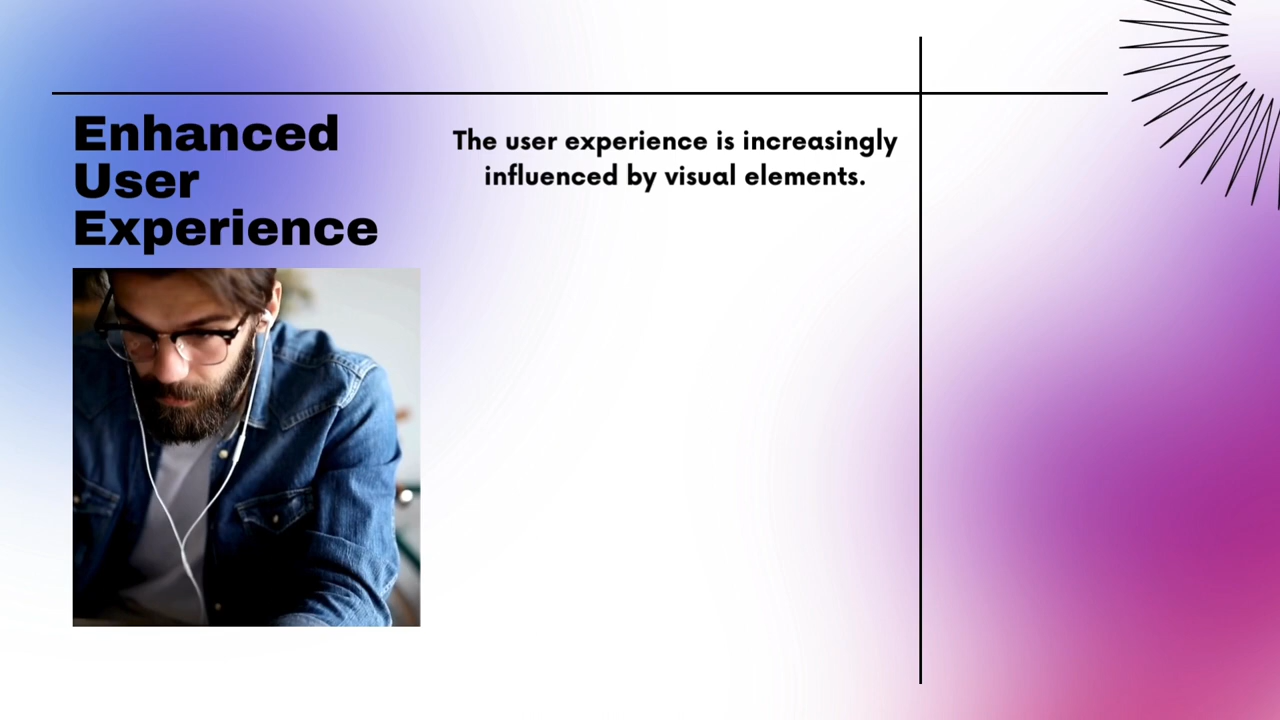 Enhanced
User
Experience
The user experience is increasingly
influenced by visual elements.